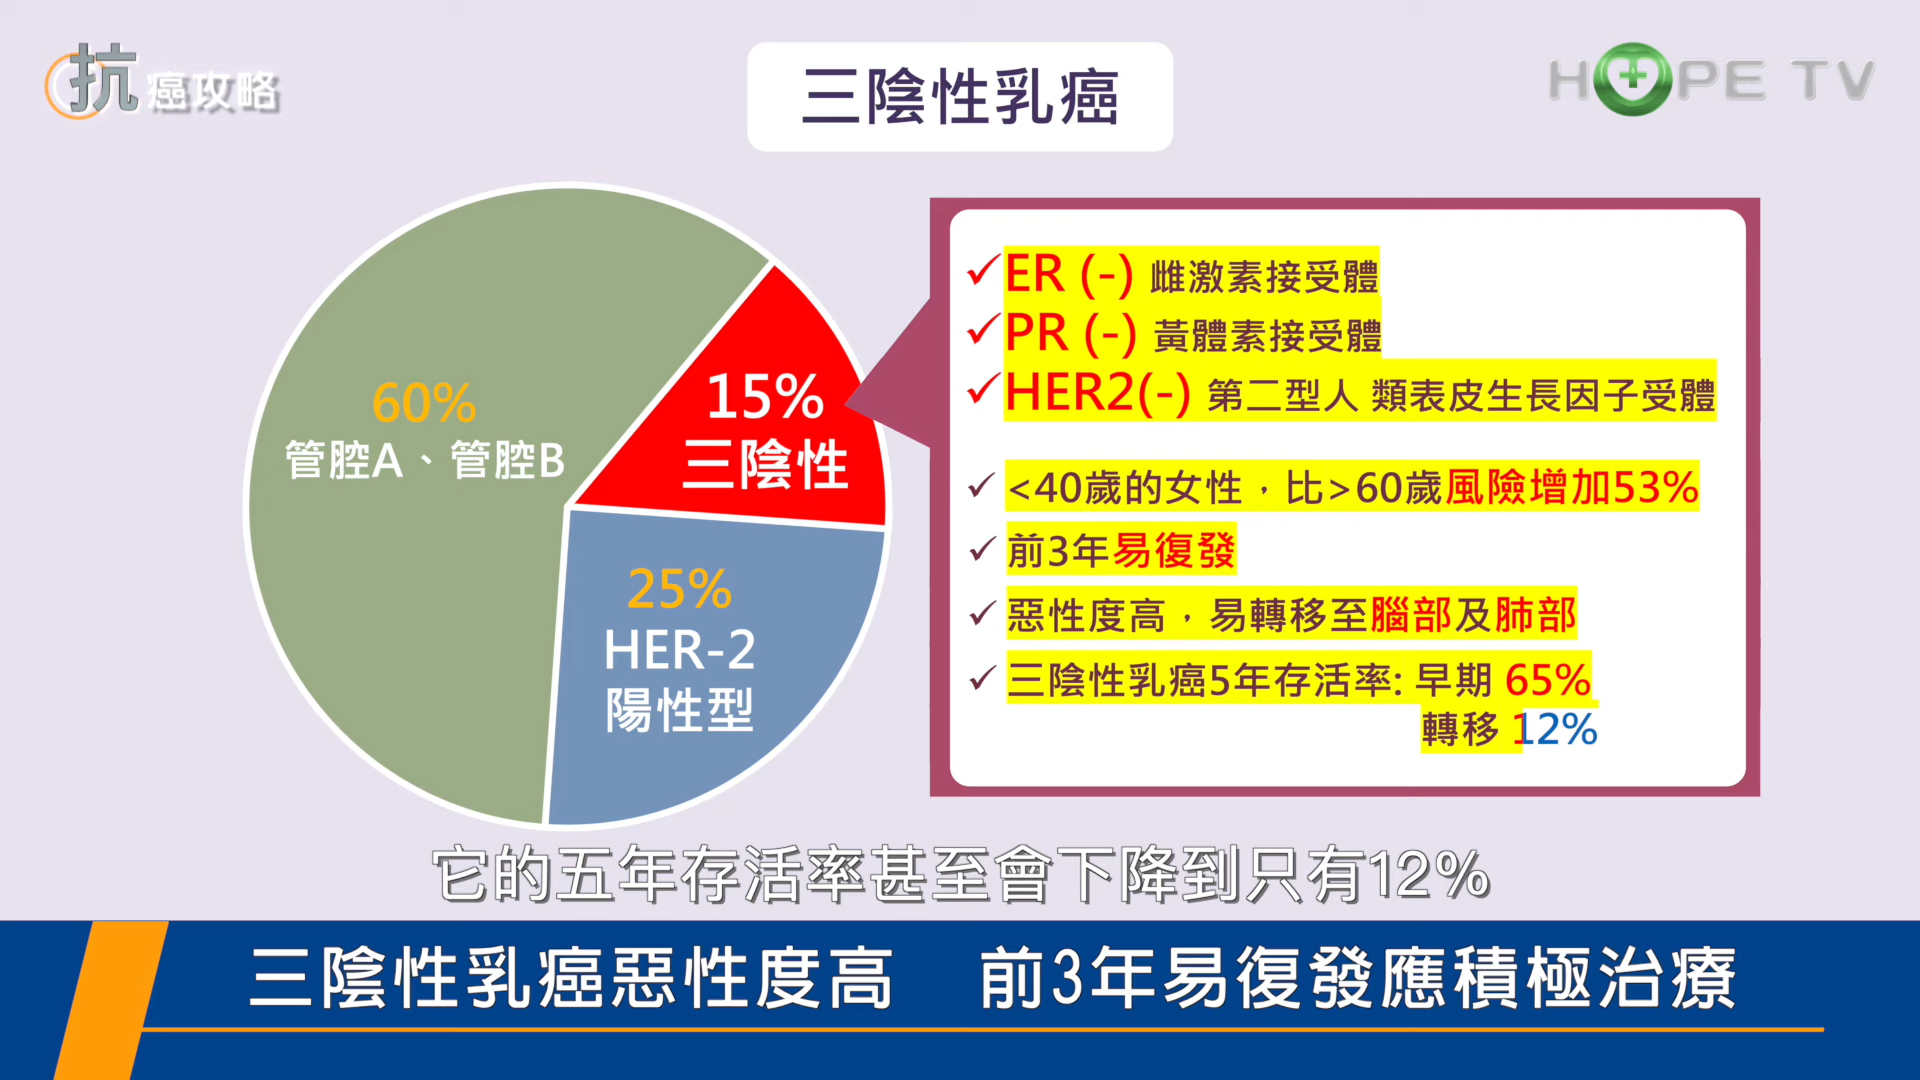 抗癌攻略
三陰性乳癌
HOPE TV
60%
管腔A、管腔B
15%
三陰性
25%
HER-2
陽性型
✓ER (-) 雌激素接受體
✓PR (-) 黃體素接受體
✓HER2(-) 第二型人 類表皮生長因子受體
✓ <40歲的女性，比>60歲風險增加53%
✓ 前3年易復發
✓ 惡性度高，易轉移至腦部及肺部
✓ 三陰性乳癌5年存活率: 早期 65%
轉移 12%
它的五年存活率甚至會下降到只有12%
三陰性乳癌惡性度高 前3年易復發應積極治療